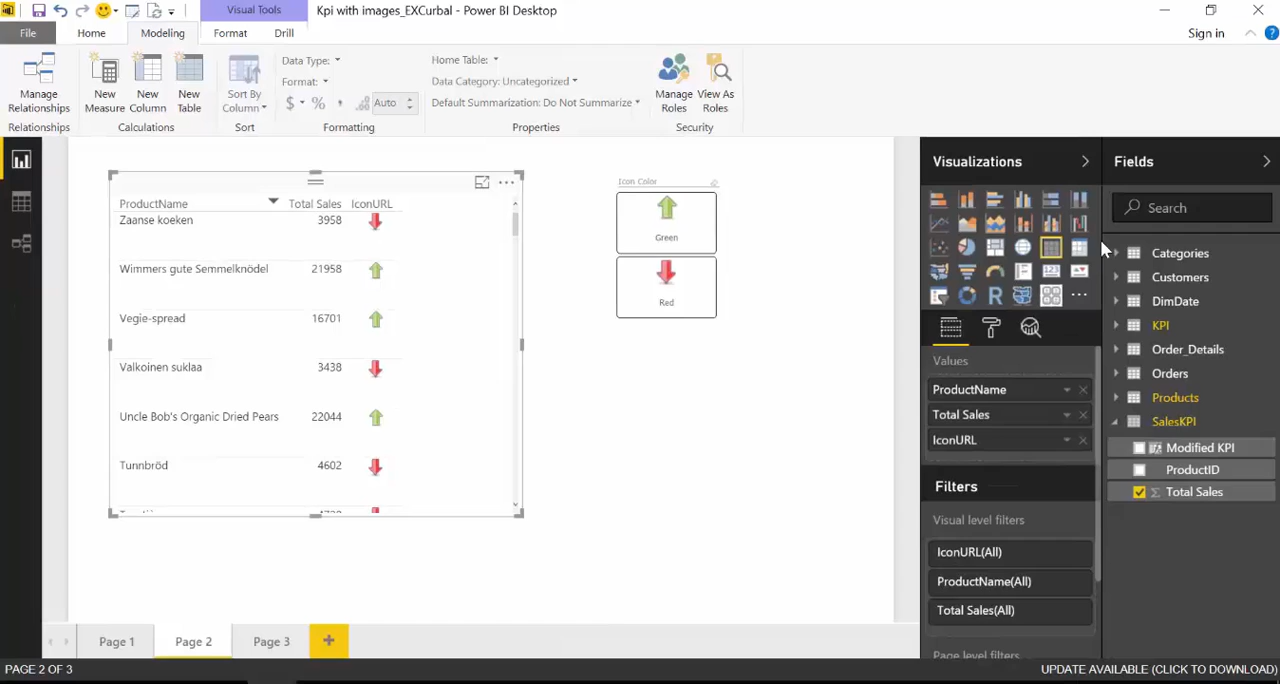 Visual Tools
Kpi with images_EXCurbal - Power BI Desktop
File
Home
Modeling
Format
Drill
Sign in
Manage
Relationships
New
Measure
New
Column
New
Table
Sort By
Column
Data Type:
Format:
$ % , Auto
Home Table:
Data Category: Uncategorized
Default Summarization: Do Not Summarize
Manage
Roles
View As
Roles
Relationships
Calculations
Sort
Formatting
Properties
Security
ProductName Total Sales IconURL
Zaanse koeken 3958
Wimmers gute Semmelknödel 21958
Vegie-spread 16701
Valkoinen suklaa 3438
Uncle Bob's Organic Dried Pears 22044
Tunnbröd 4602
Icon Color
Green
Red
Visualizations
Values
ProductName
Total Sales
IconURL
Filters
Visual level filters
IconURL(All)
ProductName(All)
Total Sales(All)
Page level filters
Fields
Search
Categories
Customers
DimDate
KPI
Order_Details
Orders
Products
SalesKPI
Modified KPI
ProductID
Σ Total Sales
Page 1
Page 2
Page 3
PAGE 2 OF 3
UPDATE AVAILABLE (CLICK TO DOWNLOAD)